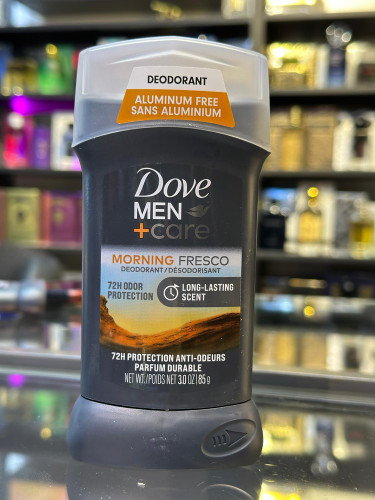 DEODORANT
ALUMINUM FREE
SANS ALUMINIUM
Dove
MEN
+care
MORNING FRESCO
DEODORANT/DÉSODORISANT
72H ODOR
PROTECTION
LONG-LASTING
SCENT
72H PROTECTION ANTI-ODEURS
PARFUM DURABLE
NET WT./POIDS NET 3.0 OZ | 85 g